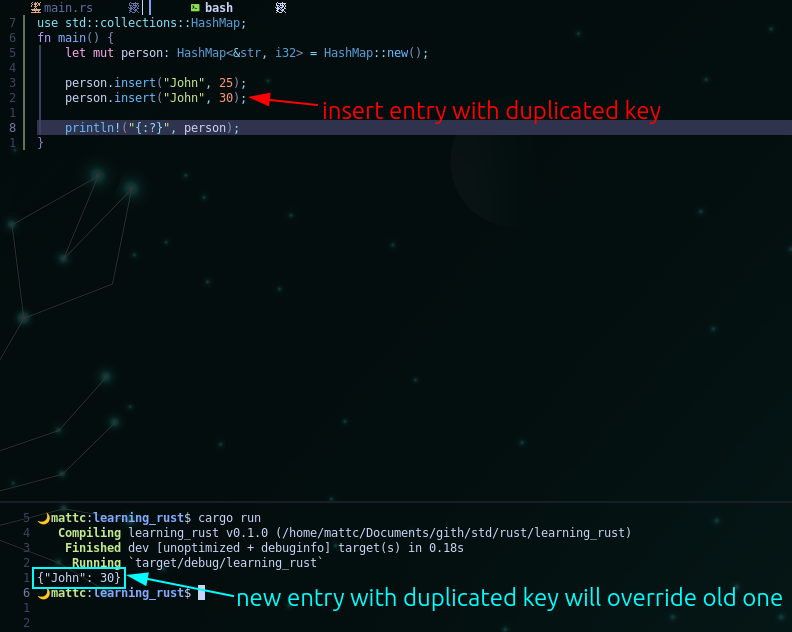 main.rs bash
7 use std::collections::HashMap;
6 fn main() {
5 let mut person: HashMap<&str, i32> = HashMap::new();
4
3 person.insert("John", 25);
2 person.insert("John", 30);
insert entry with duplicated key
1
8 println!("{:?}", person);
1 }
5 mattc:learning_rust$ cargo run
4 Compiling learning_rust v0.1.0 (/home/mattc/Documents/gith/std/rust/learning_rust)
3 Finished dev [unoptimized + debuginfo] target(s) in 0.18s
2 Running `target/debug/learning_rust`
1 {"John": 30}
6 mattc:learning_rust$
new entry with duplicated key will override old one
1
2